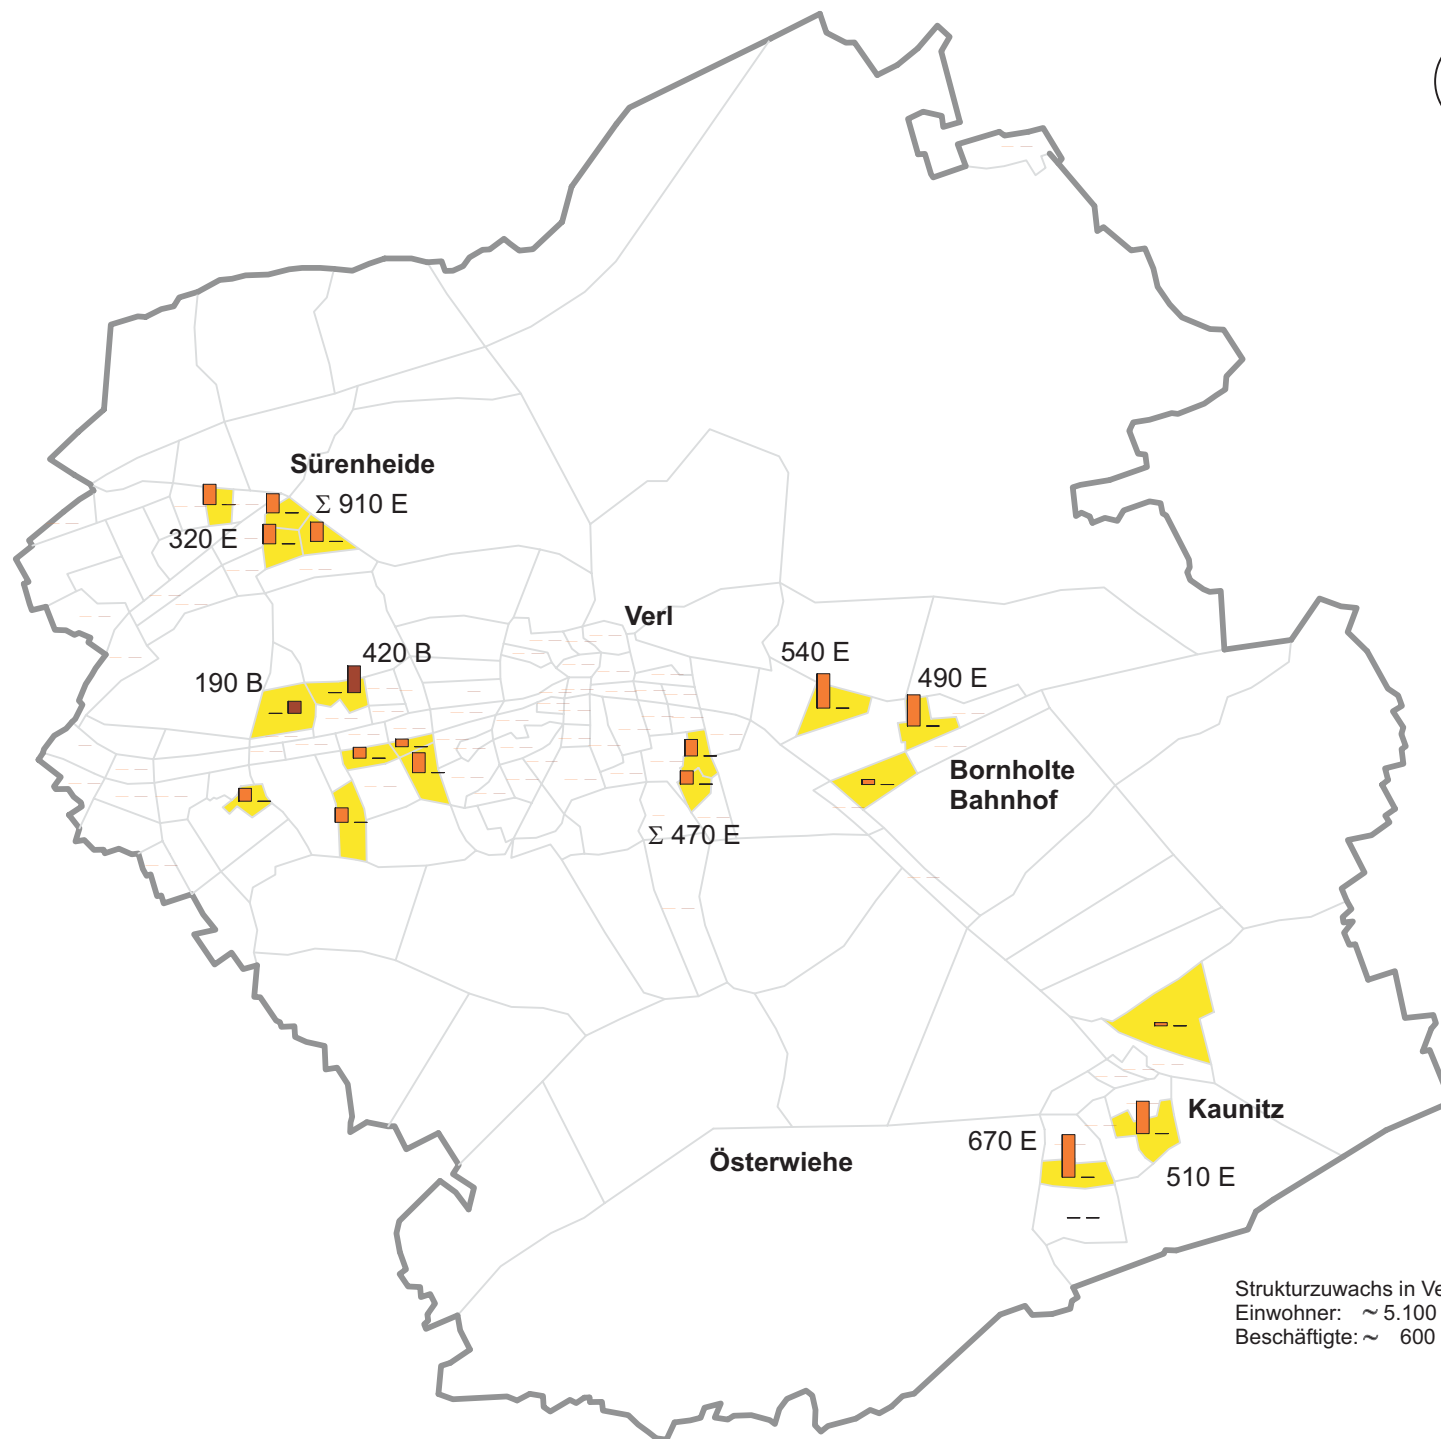 Sürenheide
Σ 910 E
320 E
Verl
420 B
190 B
540 E
490 E
Bornholte
Bahnhof
Σ 470 E
Kaunitz
670 E
Österwiehe
510 E
Strukturzuwachs in Ve
Einwohner: ~ 5.100
Beschäftigte: ~ 600